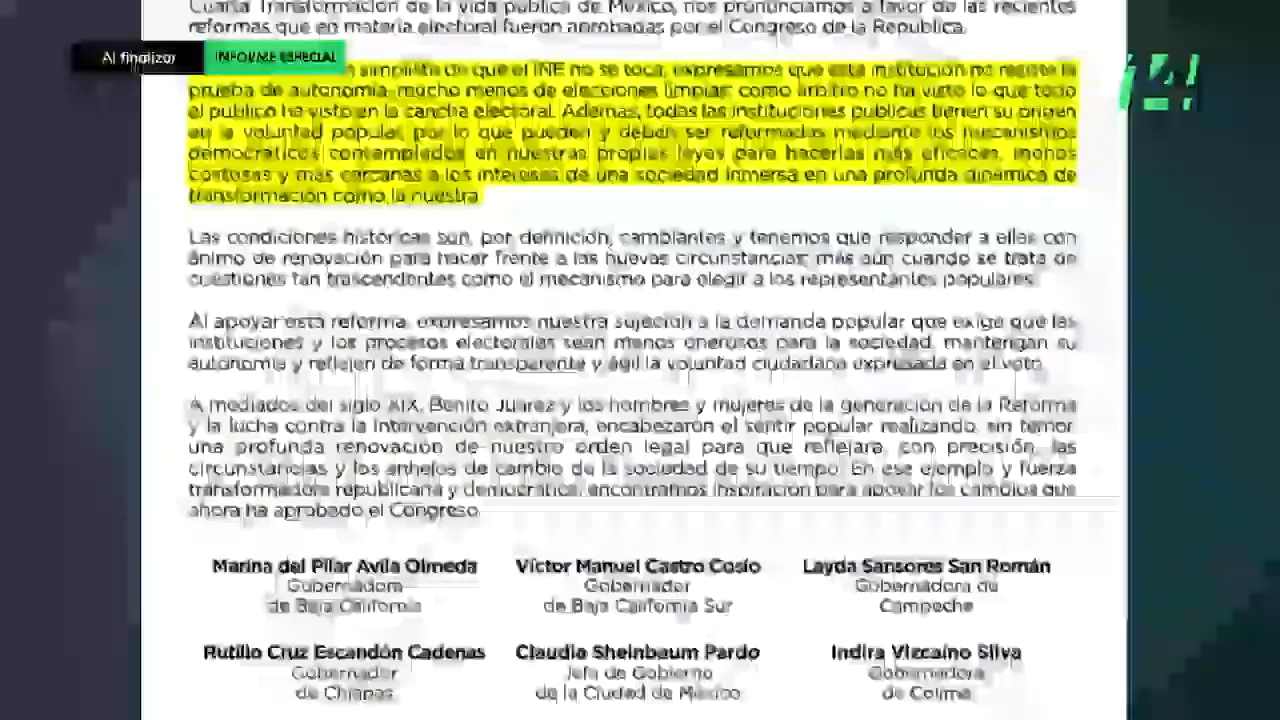 Cuarta Transformación de la vida pública de México, nos pronunciamos a favor de las recientes
reformas que en materia electoral fueron aprobadas por el Congreso de la República.
Al finalizar
INFORME ESPECIAL
simplista de que el INE no se toca, expresamos que esta institución no resiste la
prueba de autonomía, mucho menos de elecciones limpias; como árbitro no ha visto lo que todo
el público ha visto en la cancha electoral. Además, todas las instituciones públicas tienen su origen
en la voluntad popular, por lo que pueden y deben ser reformadas mediante los mecanismos
democráticos contemplados en nuestras propias leyes para hacerlas más eficaces, menos
costosas y más cercanas a los intereses de una sociedad inmersa en una profunda dinámica de
transformación como la nuestra.
Las condiciones históricas son, por definición, cambiantes y tenemos que responder a ellas con
ánimo de renovación para hacer frente a las nuevas circunstancias; más aún cuando se trata de
cuestiones tan trascendentes como el mecanismo para elegir a los representantes populares.
Al apoyar esta reforma, expresamos nuestra sujeción a la demanda popular que exige que las
instituciones y los procesos electorales sean menos onerosos para la sociedad, mantengan su
autonomía y reflejen de forma transparente y ágil la voluntad ciudadana expresada en el voto.
A mediados del siglo XIX, Benito Juárez y los hombres y mujeres de la generación de la Reforma
y la lucha contra la Intervención extranjera, encabezaron el sentir popular realizando, sin temor,
una profunda renovación de nuestro orden legal para que reflejara, con precisión, las
circunstancias y los anhelos de cambio de la sociedad de su tiempo. En ese ejemplo y fuerza
transformadora, republicana y democrática, encontramos inspiración para apoyar los cambios que
ahora ha aprobado el Congreso.
Marina del Pilar Avila Olmeda
Gubernadora
de Baja California
Víctor Manuel Castro Cosío
Gobernador
de Baja California Sur
Layda Sansores San Román
Gobernadora de
Campeche
Rutilio Cruz Escandón Cadenas
Gobernador
de Chiapas
Claudia Sheinbaum Pardo
Jefa de Gobierno
de la Ciudad de México
Indira Vizcaíno Silva
Gobernadora
de Colima